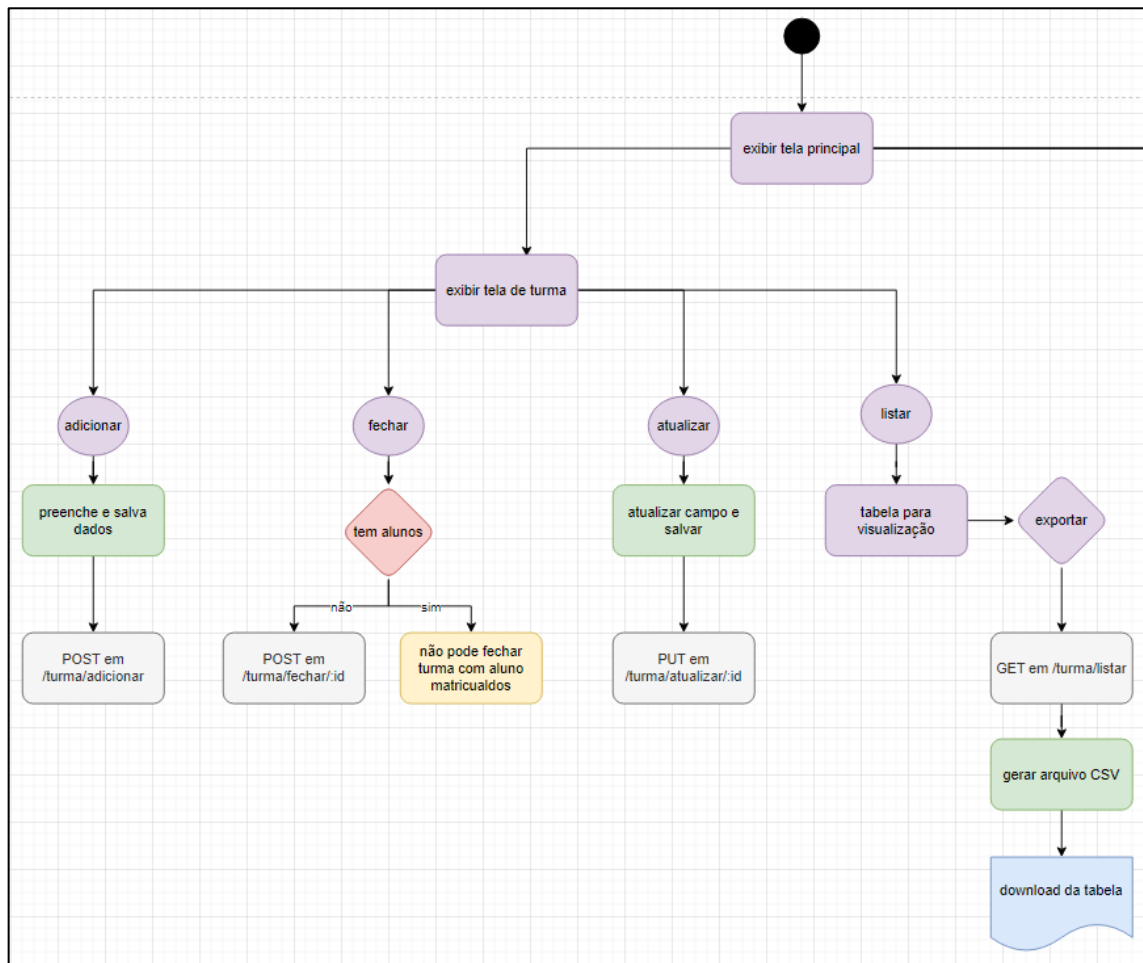 exibir tela principal
exibir tela de turma
adicionar
fechar
atualizar
listar
preenche e salva
dados
tem alunos
atualizar campo e
salvar
tabela para
visualização
exportar
não
sim
POST em
/turma/adicionar
POST em
/turma/fechar/:id
não pode fechar
turma com aluno
matricualdos
PUT em
/turma/atualizar/:id
GET em /turma/listar
gerar arquivo CSV
download da tabela